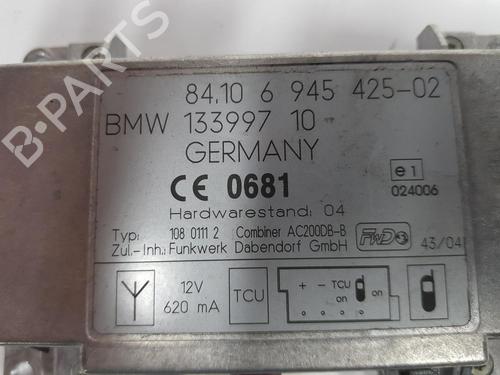 84.10 6 945 425-02
BMW 133997 10
GERMANY
CE 0681
e1
024006
Hardwarestand: 04
Typ: 108 0111 2 Combiner AC200DB-B
Zul.-Inh.: Funkwerk Dabendorf GmbH
FWD
43/04
12V
620 mA
TCU
+ - TCU
on on
B-PARTS